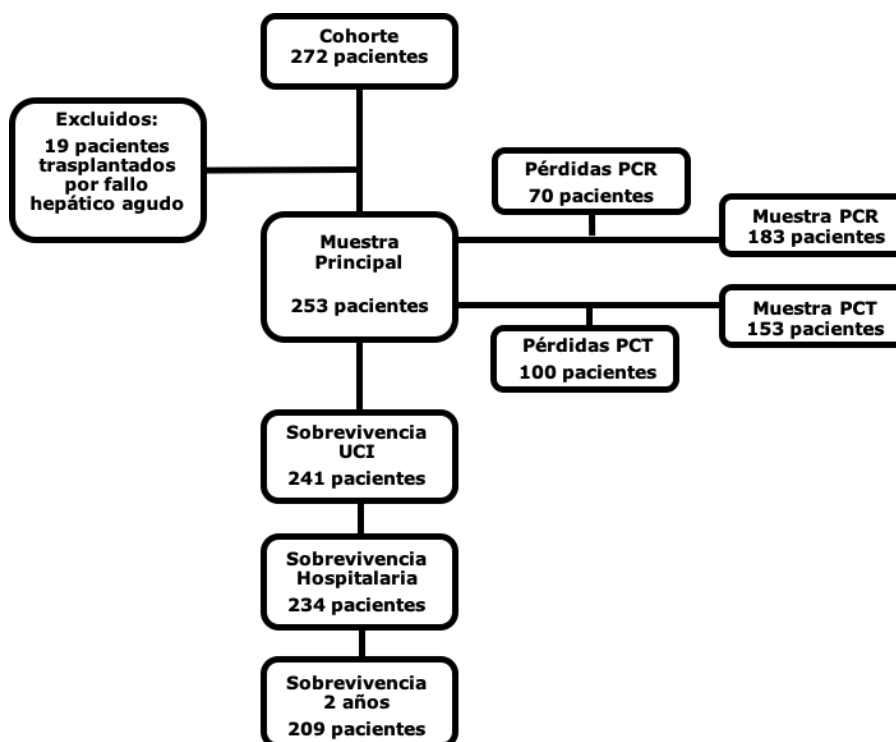 Cohorte
272 pacientes
Excluidos:
19 pacientes
trasplantados
por fallo
hepático agudo
Pérdidas PCR
70 pacientes
Muestra PCR
183 pacientes
Muestra
Principal
253 pacientes
Muestra PCT
153 pacientes
Pérdidas PCT
100 pacientes
Sobrevivencia
UCI
241 pacientes
Sobrevivencia
Hospitalaria
234 pacientes
Sobrevivencia
2 años
209 pacientes